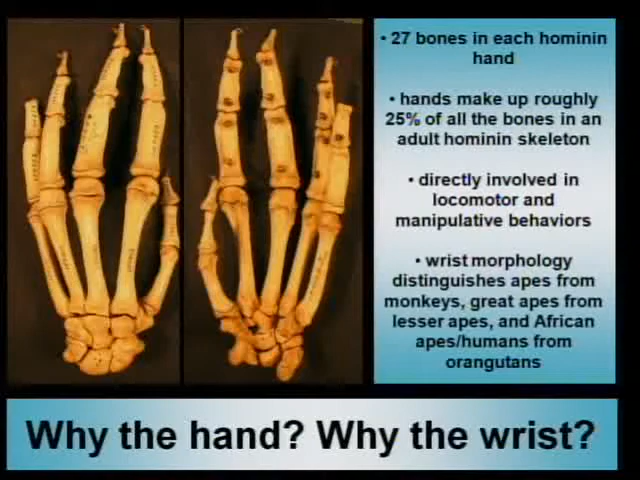 • 27 bones in each hominin
hand
• hands make up roughly
25% of all the bones in an
adult hominin skeleton
• directly involved in
locomotor and
manipulative behaviors
• wrist morphology
distinguishes apes from
monkeys, great apes from
lesser apes, and African
apes/humans from
orangutans
Why the hand? Why the wrist?